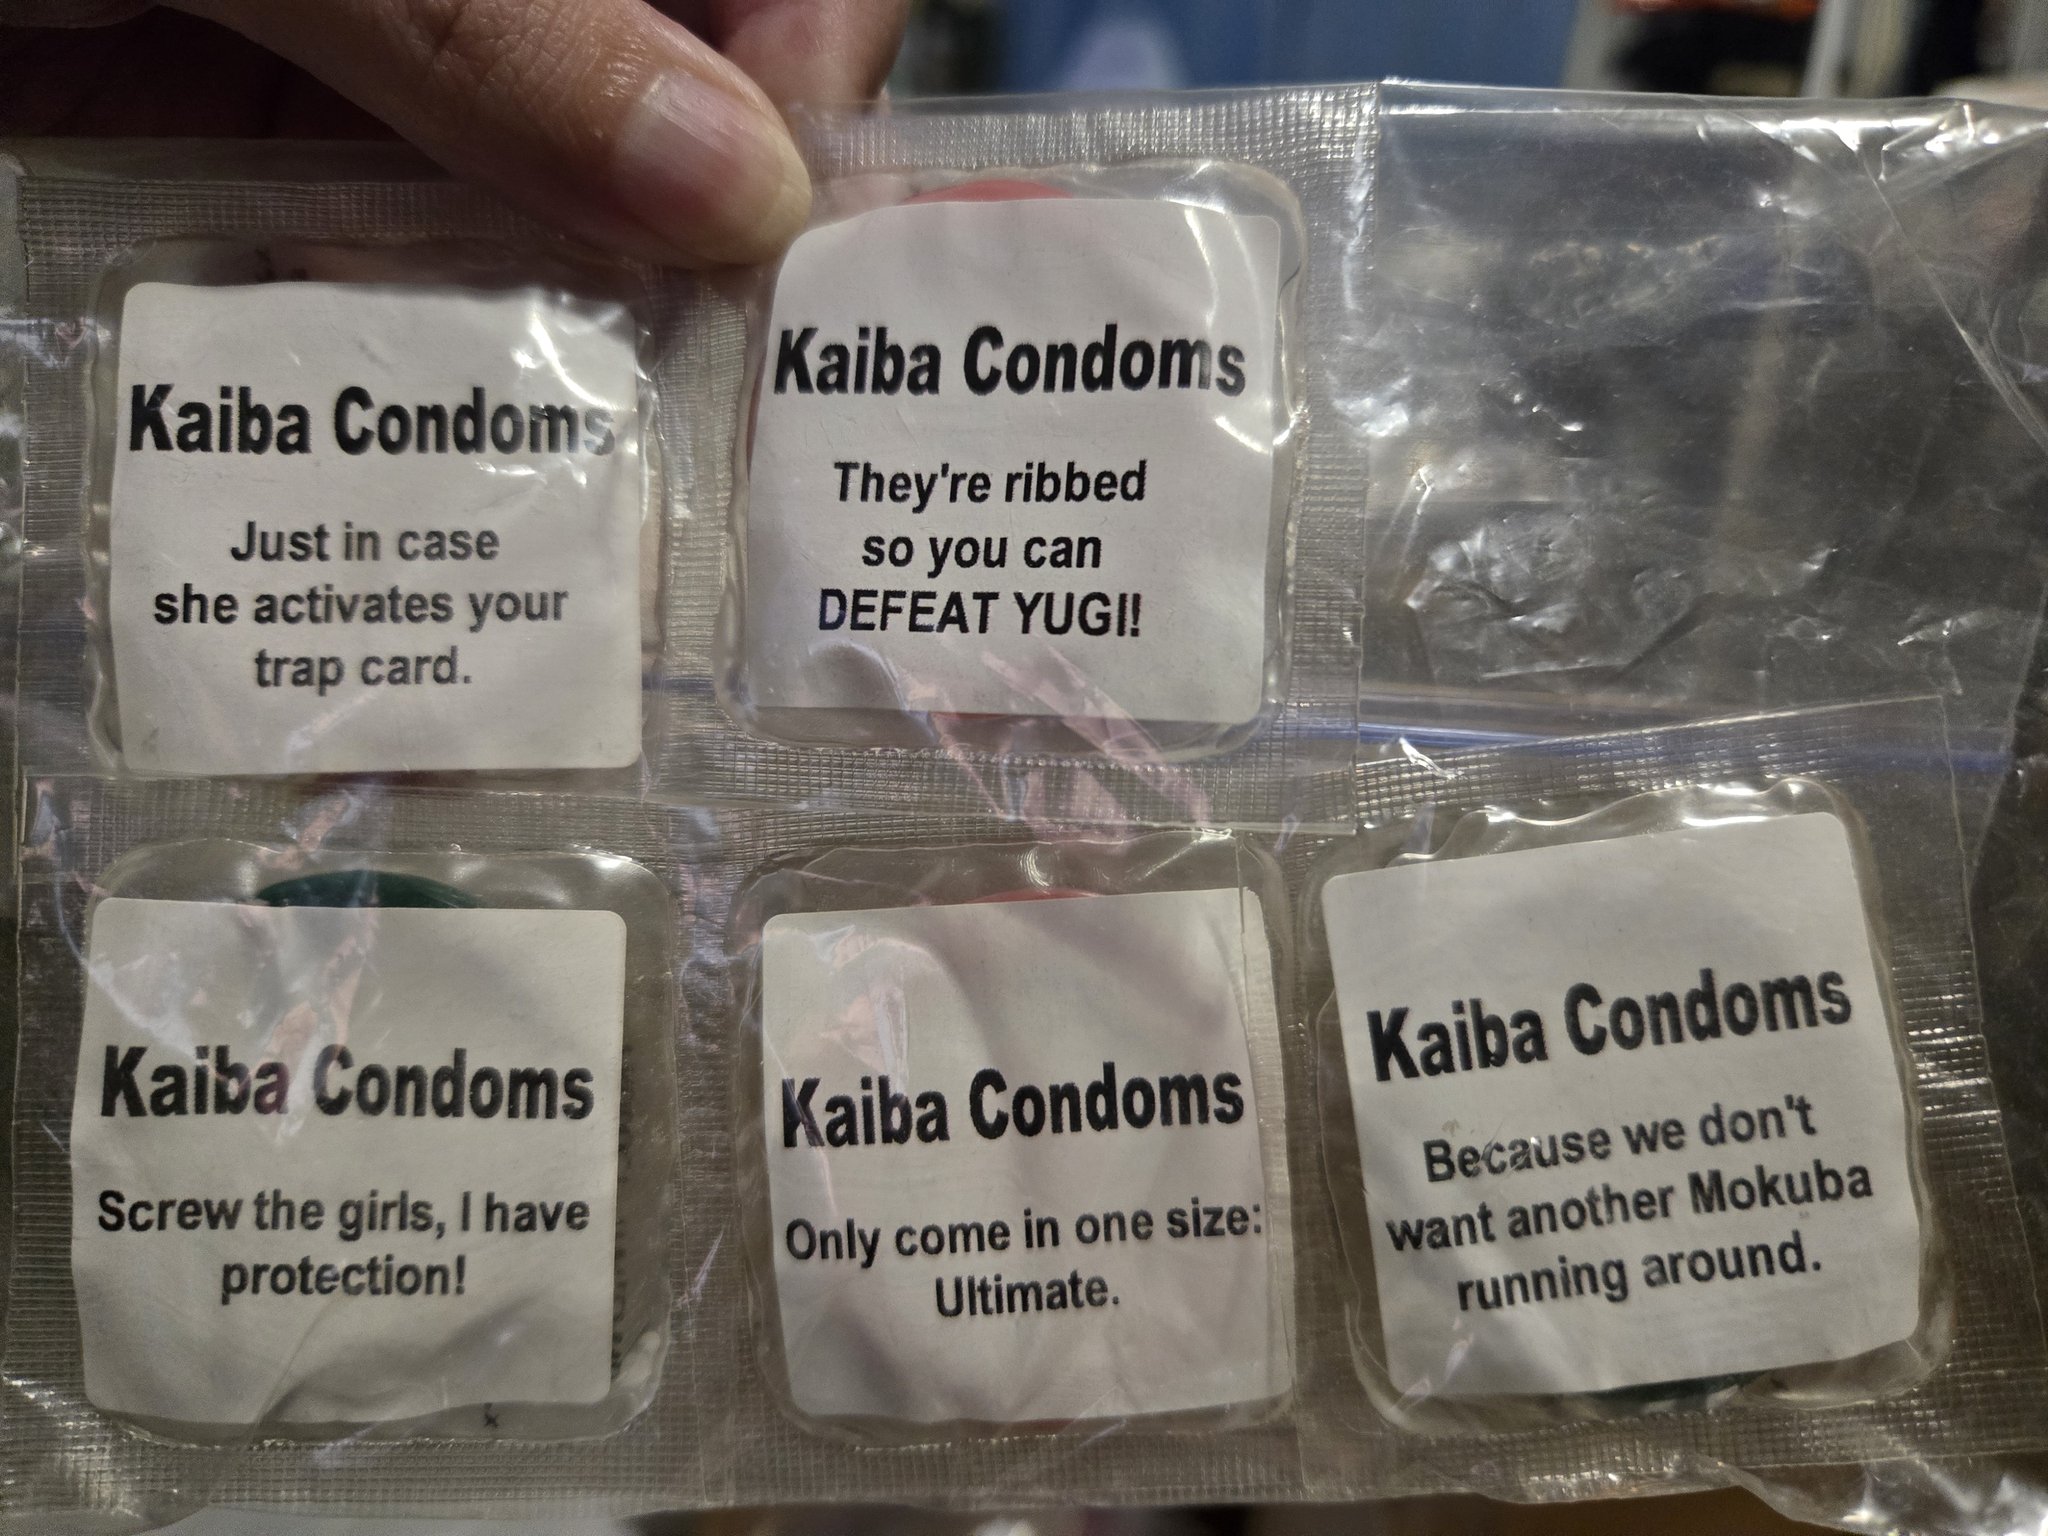 Kaiba Condoms
Just in case
she activates your
trap card.
Kaiba Condoms
They're ribbed
so you can
DEFEAT YUGI!
Kaiba Condoms
Screw the girls, I have
protection!
Kaiba Condoms
Only come in one size:
Ultimate.
Kaiba Condoms
Because we don't
want another Mokuba
running around.